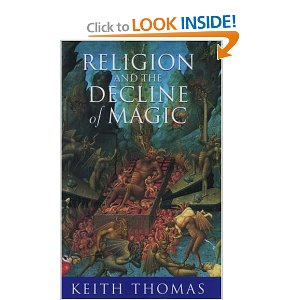 Click to LOOK INSIDE!
RELIGION
AND THE
DECLINE
of MAGIC
KEITH THOMAS